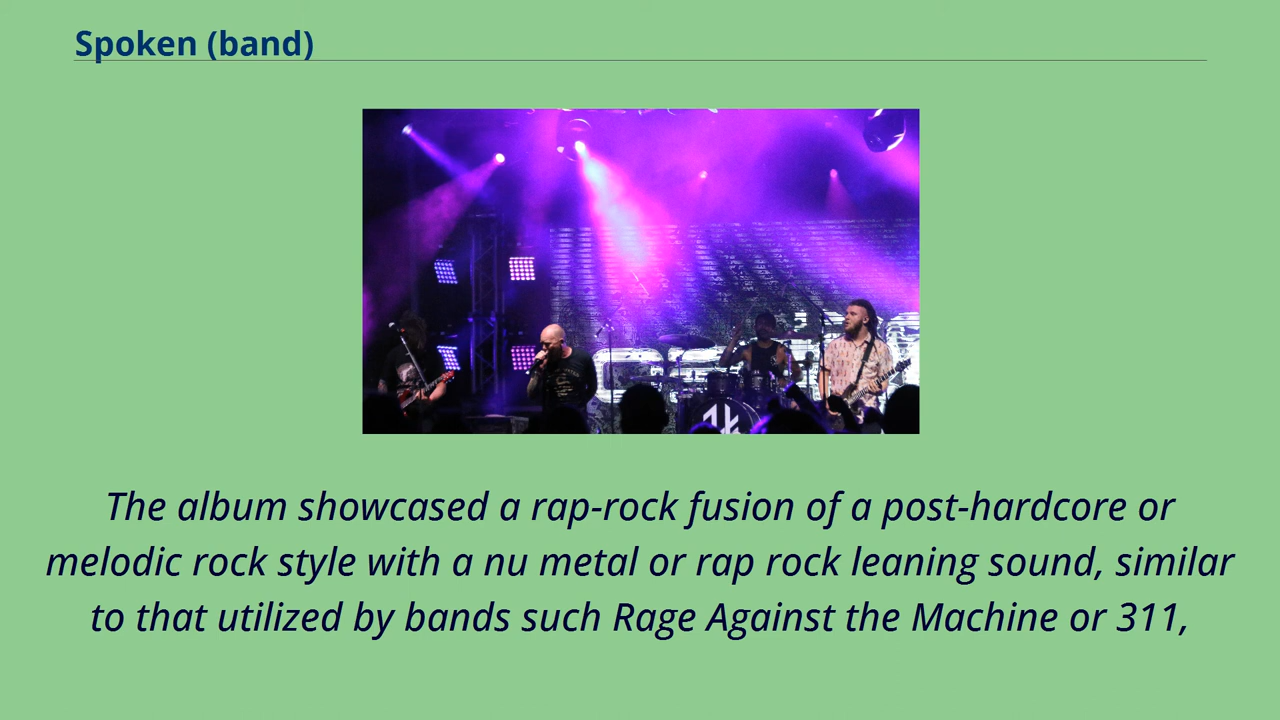 Spoken (band)
The album showcased a rap-rock fusion of a post-hardcore or
melodic rock style with a nu metal or rap rock leaning sound, similar
to that utilized by bands such Rage Against the Machine or 311,